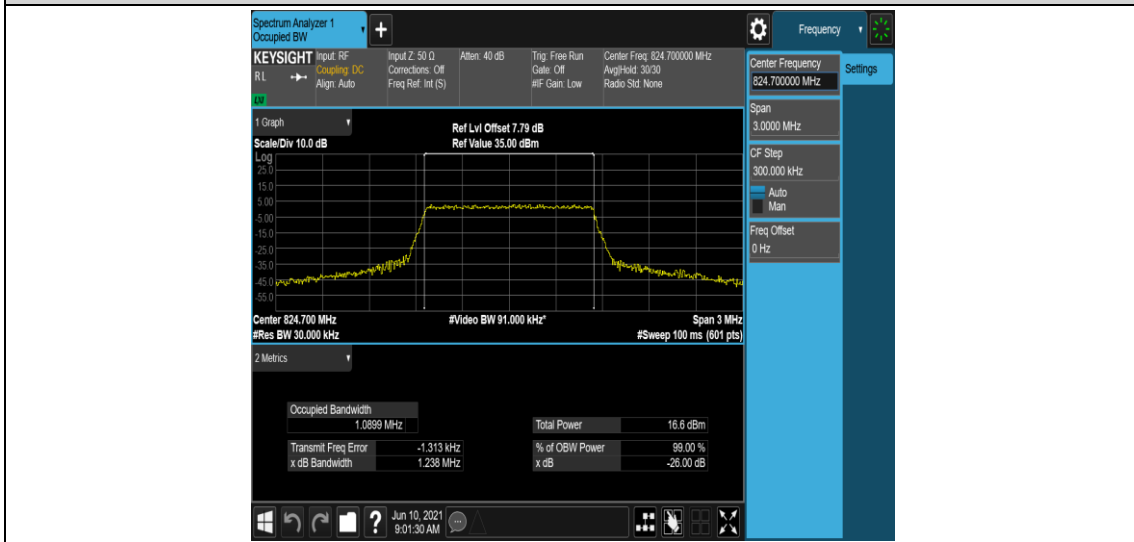 Spectrum Analyzer 1
Occupied BW
+
Frequency
KEYSIGHT
RL
LXI
Input: RF
Coupling: DC
Align: Auto
Input Z: 50 Ω
Corrections: Off
Freq Ref: Int (S)
Atten: 40 dB
Trig: Free Run
Gate: Off
#IF Gain: Low
Center Freq: 824.700000 MHz
Avg|Hold: 30/30
Radio Std: None
Center Frequency
824.700000 MHz
Settings
Span
3.0000 MHz
CF Step
300.000 kHz
Auto
Man
Freq Offset
0 Hz
1 Graph
Scale/Div 10.0 dB
Ref Lvl Offset 7.79 dB
Ref Value 35.00 dBm
Log
25.0
15.0
5.00
-5.00
-15.0
-25.0
-35.0
-45.0
-55.0
Center 824.700 MHz
#Res BW 30.000 kHz
#Video BW 91.000 kHz*
Span 3 MHz
#Sweep 100 ms (601 pts)
2 Metrics
Occupied Bandwidth
1.0899 MHz
Total Power 16.6 dBm
Transmit Freq Error -1.313 kHz
% of OBW Power 99.00 %
x dB Bandwidth 1.238 MHz
x dB -26.00 dB
?
Jun 10, 2021
9:01:30 AM